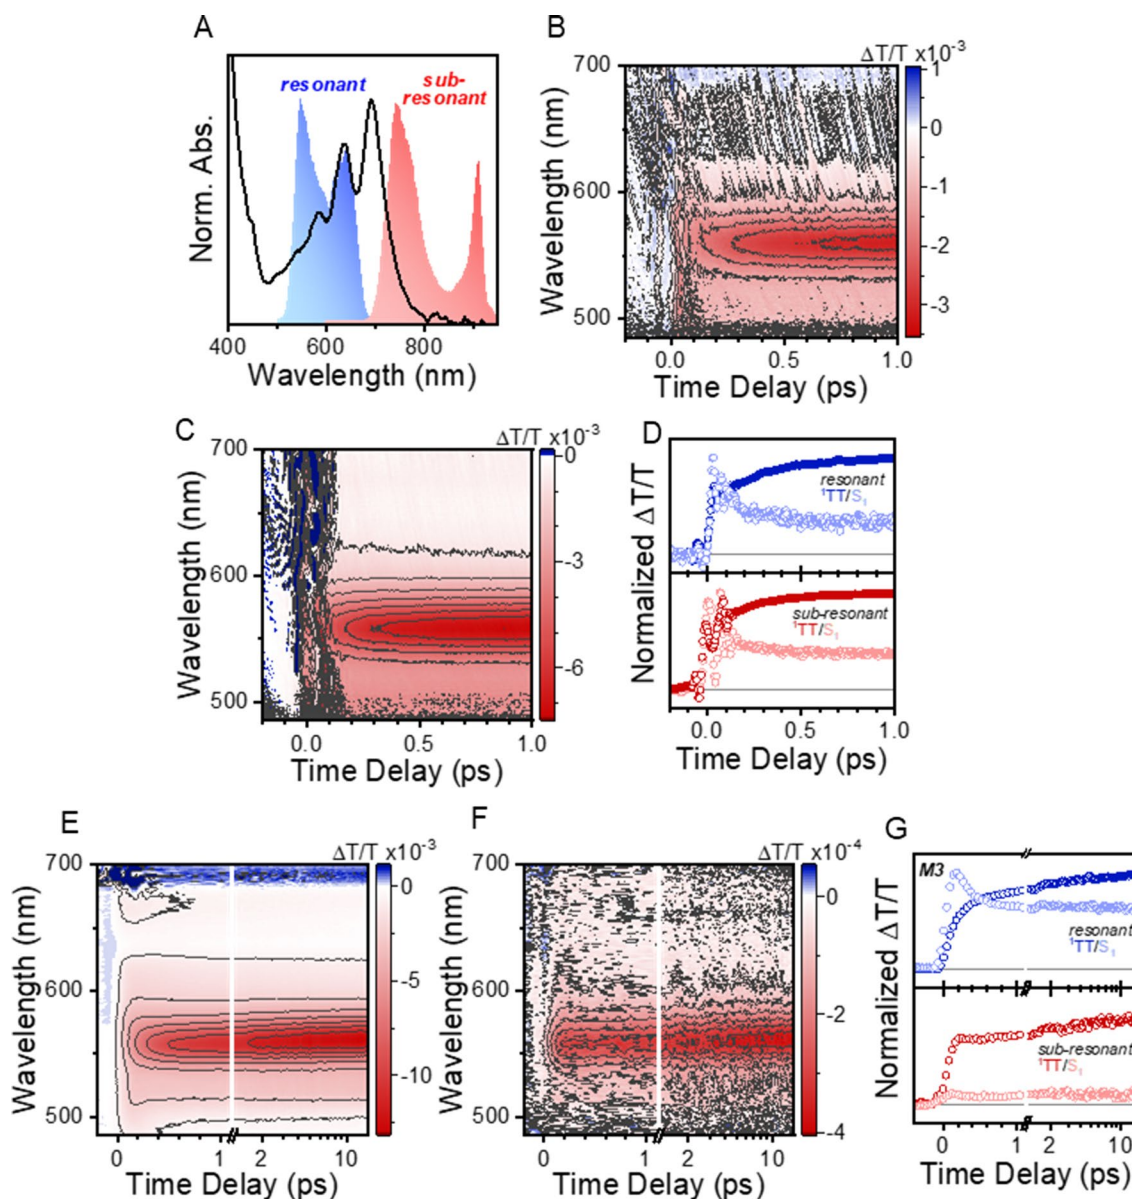 A
resonant
sub-
resonant
Norm. Abs.
400
600
800
Wavelength (nm)
B
ΔT/T x10⁻³
700
600
500
Wavelength (nm)
0.0
0.5
1.0
Time Delay (ps)
1
0
-1
-2
-3
C
ΔT/T x10⁻³
700
600
500
Wavelength (nm)
0.0
0.5
1.0
Time Delay (ps)
0
-3
-6
D
Normalized ΔT/T
resonant
¹TT/S₁
sub-resonant
¹TT/S₁
0.0
0.5
1.0
Time Delay (ps)
E
ΔT/T x10⁻³
700
600
500
Wavelength (nm)
0
1
2
10
Time Delay (ps)
0
-5
-10
F
ΔT/T x10⁻⁴
700
600
500
Wavelength (nm)
0
1
2
10
Time Delay (ps)
0
-2
-4
G
M3
Normalized ΔT/T
resonant
¹TT/S₁
sub-resonant
¹TT/S₁
0
1
2
10
Time Delay (ps)